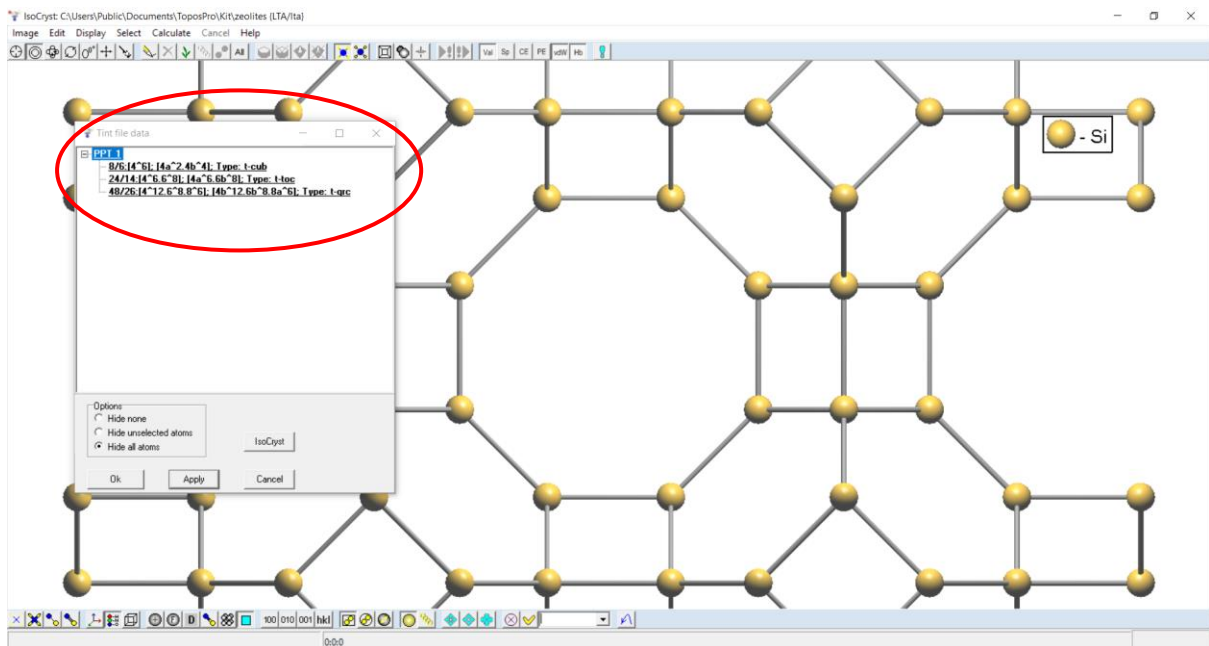 IsoCryst: C:\Users\Public\Documents\ToposPro\Kit\zeolites (LTA/lta)
Image Edit Display Select Calculate Cancel Help
All Val Sp CE PE vdW Hb
Tint file data
PPT 1
8/6:[4^6]; [4a^2.4b^4]; Type: t-cub
24/14:[4^6.6^8]; [4a^6.6b^8]; Type: t-toc
48/26:[4^12.6^8.8^6]; [4b^12.6b^8.8a^6]; Type: t-grc
- Si
Options
Hide none
Hide unselected atoms
Hide all atoms
IsoCryst
Ok Apply Cancel
D 100 010 001 hkl
0:0:0